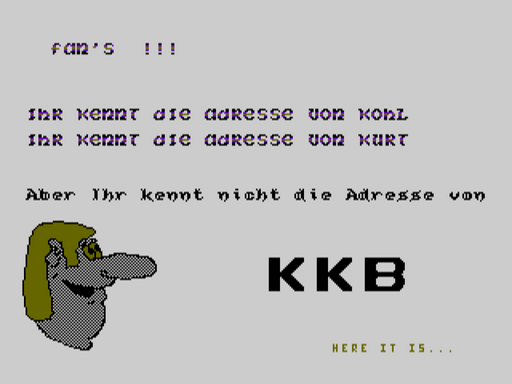 fan's !!!
Ihr kennt die adresse von Kohl
Ihr kennt die adresse von Kurt
Aber Ihr kennt nicht die Adresse von
KKB
HERE IT IS...